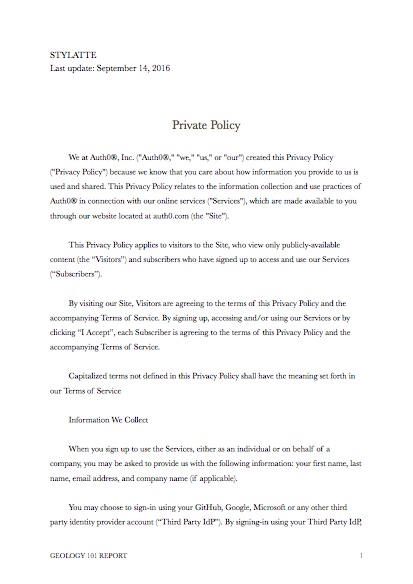 STYLATTE
Last update: September 14, 2016
Private Policy
We at Auth0®, Inc. ("Auth0®," "we," "us," or "our") created this Privacy Policy
("Privacy Policy") because we know that you care about how information you provide to us is
used and shared. This Privacy Policy relates to the information collection and use practices of
Auth0® in connection with our online services ("Services"), which are made available to you
through our website located at auth0.com (the "Site").
This Privacy Policy applies to visitors to the Site, who view only publicly-available
content (the “Visitors”) and subscribers who have signed up to access and use our Services
(“Subscribers”).
By visiting our Site, Visitors are agreeing to the terms of this Privacy Policy and the
accompanying Terms of Service. By signing up, accessing and/or using our Services or by
clicking “I Accept”, each Subscriber is agreeing to the terms of this Privacy Policy and the
accompanying Terms of Service.
Capitalized terms not defined in this Privacy Policy shall have the meaning set forth in
our Terms of Service
Information We Collect
When you sign up to use the Services, either as an individual or on behalf of a
company, you may be asked to provide us with the following information: your first name, last
name, email address, and company name (if applicable).
You may choose to sign-in using your GitHub, Google, Microsoft or any other third
party identity provider account (“Third Party IdP”). By signing-in using your Third Party IdP,
GEOLOGY 101 REPORT 1